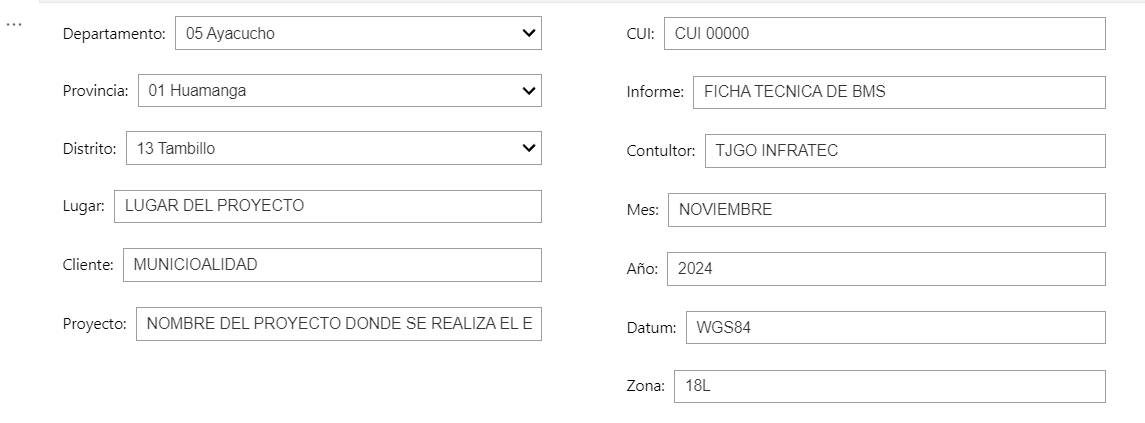 Departamento: 05 Ayacucho
Provincia: 01 Huamanga
Distrito: 13 Tambillo
Lugar: LUGAR DEL PROYECTO
Cliente: MUNICIOALIDAD
Proyecto: NOMBRE DEL PROYECTO DONDE SE REALIZA EL E
CUI: CUI 00000
Informe: FICHA TECNICA DE BMS
Contultor: TJGO INFRATEC
Mes: NOVIEMBRE
Año: 2024
Datum: WGS84
Zona: 18L